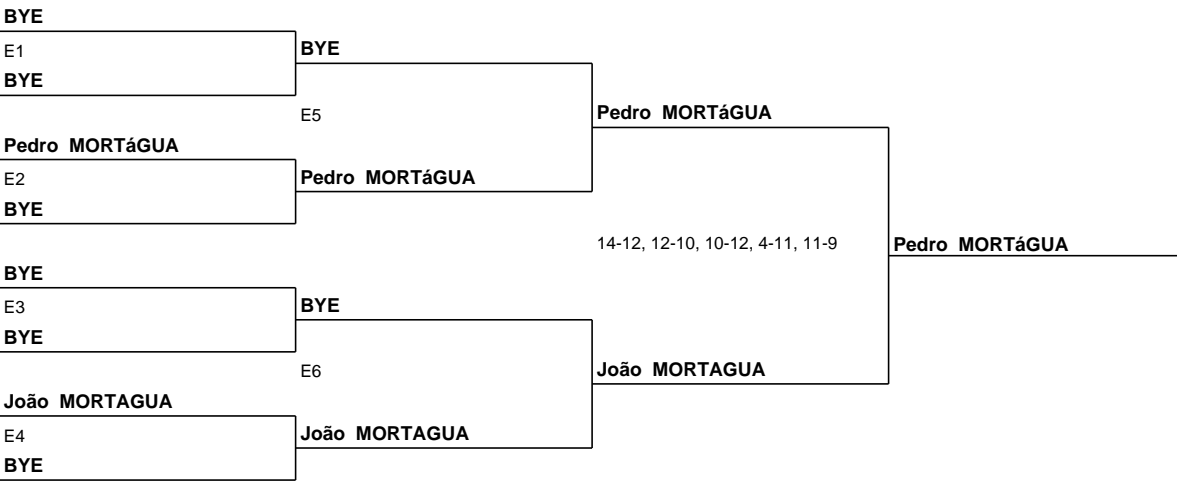 BYE
E1
BYE
BYE
E5
Pedro MORTáGUA
Pedro MORTáGUA
E2
Pedro MORTáGUA
BYE
14-12, 12-10, 10-12, 4-11, 11-9
Pedro MORTáGUA
BYE
E3
BYE
BYE
E6
João MORTAGUA
João MORTAGUA
E4
João MORTAGUA
BYE